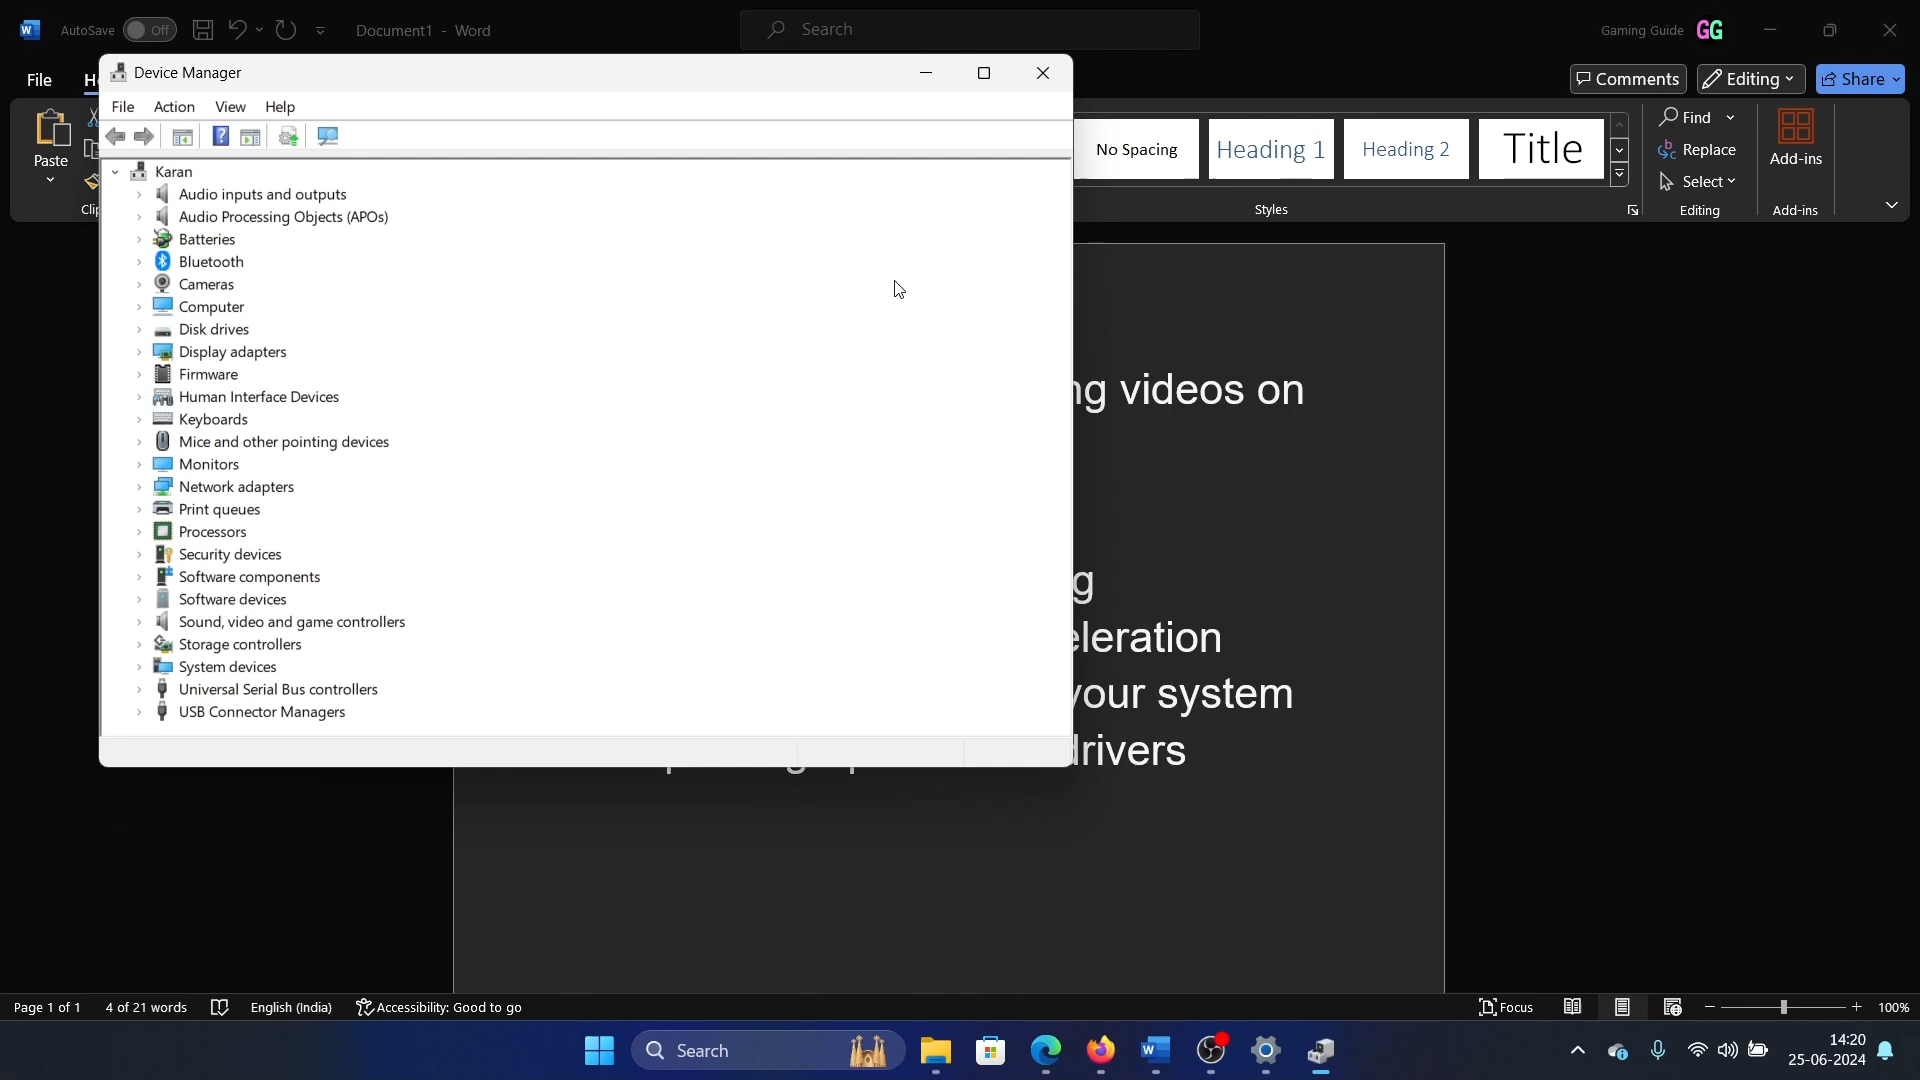 AutoSave Off Document1 - Word Search Gaming Guide GG
File Device Manager Comments Editing Share
File Action View Help
Paste No Spacing Heading 1 Heading 2 Title Find Replace Select Add-ins
Styles Editing Add-ins
Karan
Audio inputs and outputs
Audio Processing Objects (APOs)
Batteries
Bluetooth
Cameras
Computer
Disk drives
Display adapters
Firmware
Human Interface Devices
Keyboards
Mice and other pointing devices
Monitors
Network adapters
Print queues
Processors
Security devices
Software components
Software devices
Sound, video and game controllers
Storage controllers
System devices
Universal Serial Bus controllers
USB Connector Managers
videos on
your system
drivers
Page 1 of 1 4 of 21 words English (India) Accessibility: Good to go Focus 100%
Search 14:20
25-06-2024